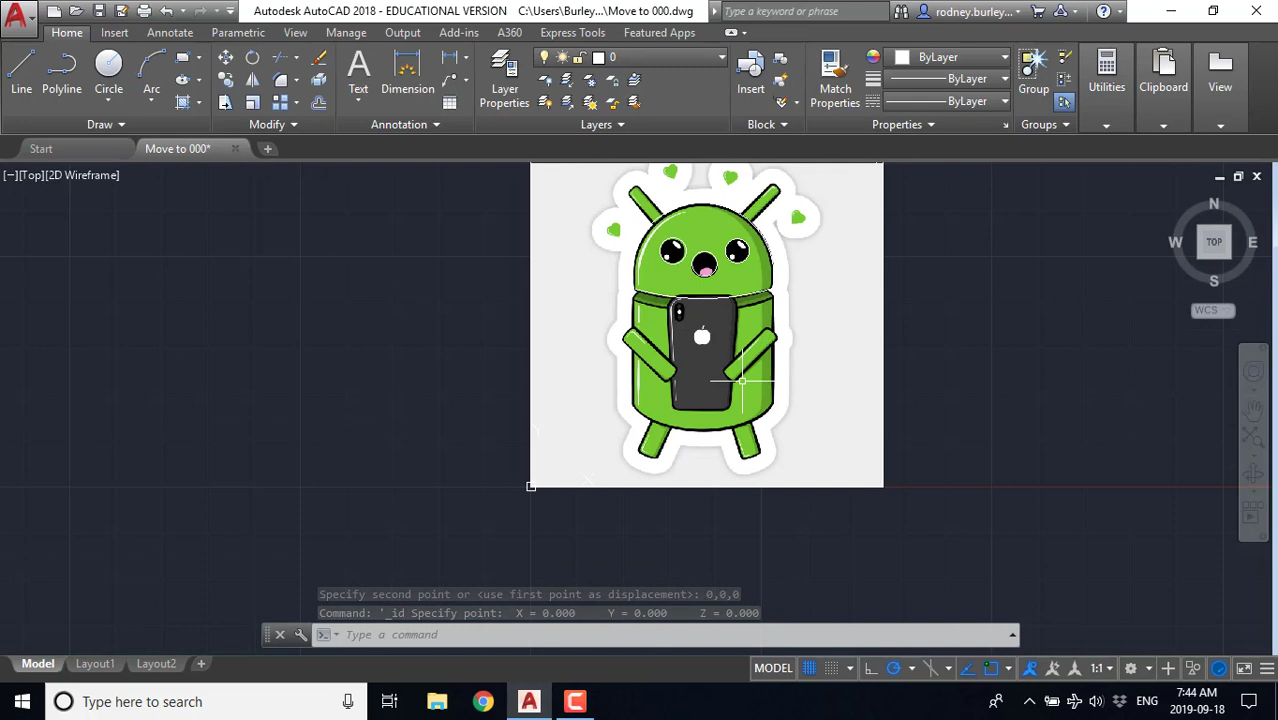 Autodesk AutoCAD 2018 - EDUCATIONAL VERSION C:\Users\Burley...\Move to 000.dwg
Type a keyword or phrase
rodney.burley...
Home Insert Annotate Parametric View Manage Output Add-ins A360 Express Tools Featured Apps
0
ByLayer
Line Polyline Circle Arc Text Dimension
Layer Properties
Insert
Match Properties
ByLayer
ByLayer
Group Utilities Clipboard View
Draw Modify Annotation Layers Block Properties Groups
Start Move to 000*
[−][Top][2D Wireframe]
N
W TOP E
S
WCS
Specify second point or <use first point as displacement>: 0,0,0
Command: '_id Specify point: X = 0.000 Y = 0.000 Z = 0.000
Type a command
Model Layout1 Layout2
MODEL
1:1
Type here to search
ENG
7:44 AM
2019-09-18